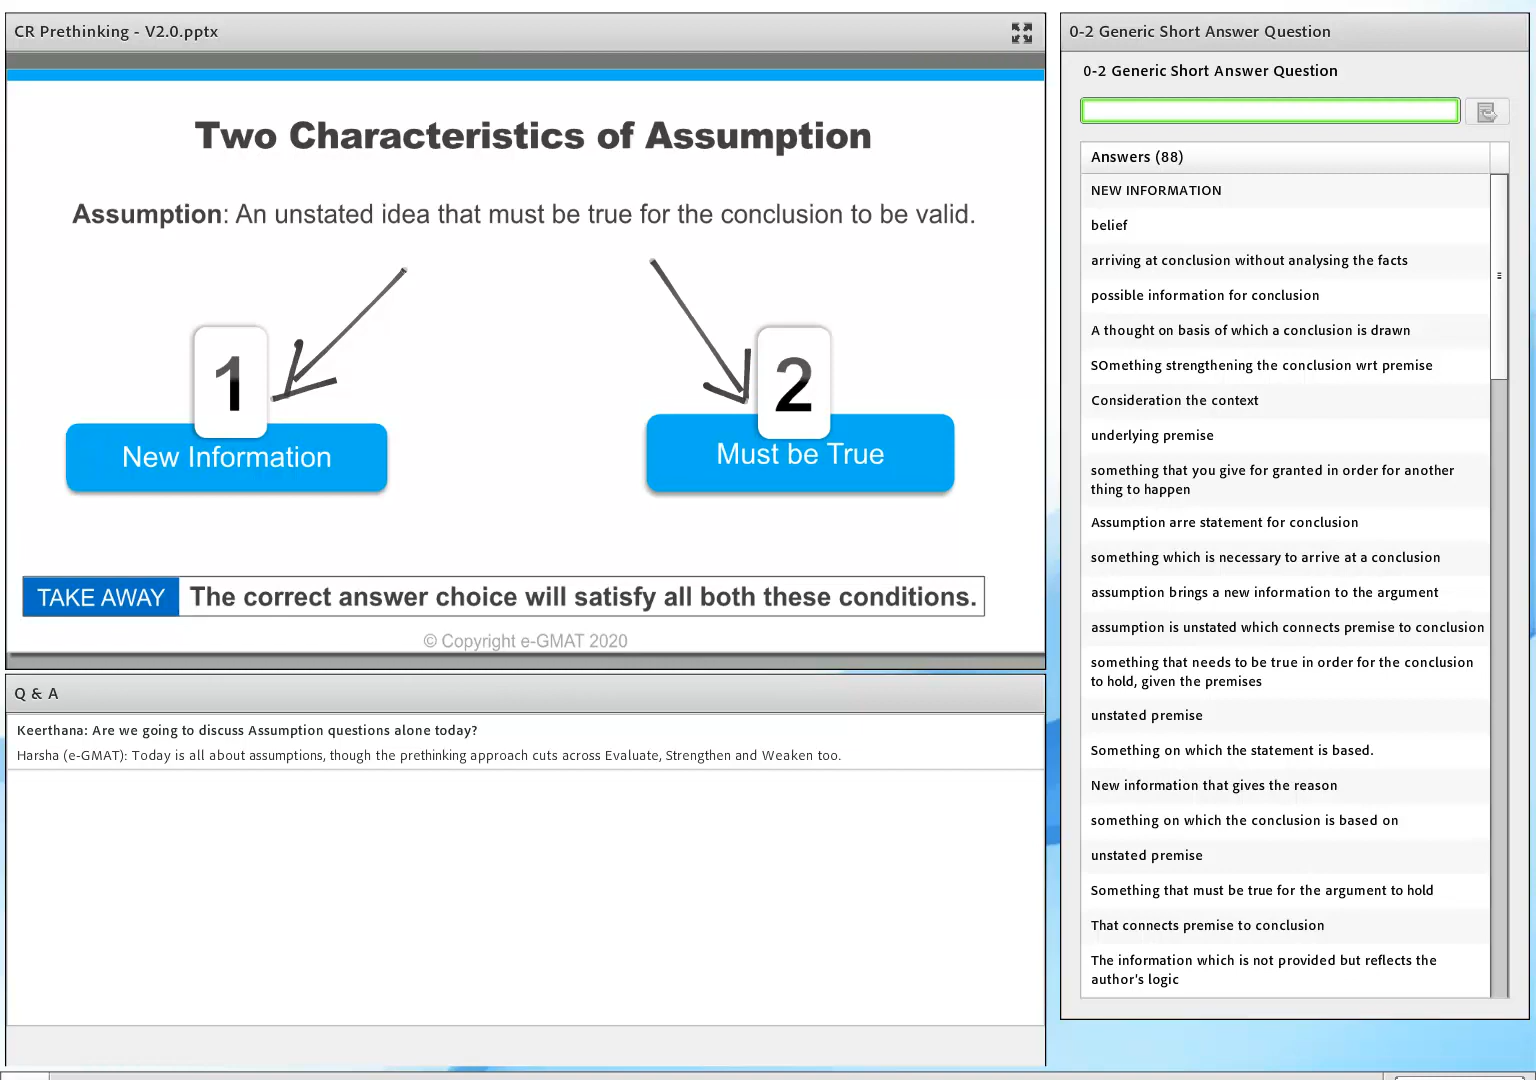 CR Prethinking - V2.0.pptx
Two Characteristics of Assumption
Assumption: An unstated idea that must be true for the conclusion to be valid.
1
New Information
2
Must be True
TAKE AWAY The correct answer choice will satisfy all both these conditions.
© Copyright e-GMAT 2020
Q & A
Keerthana: Are we going to discuss Assumption questions alone today?
Harsha (e-GMAT): Today is all about assumptions, though the prethinking approach cuts across Evaluate, Strengthen and Weaken too.
0-2 Generic Short Answer Question
0-2 Generic Short Answer Question
Answers (88)
NEW INFORMATION
belief
arriving at conclusion without analysing the facts
possible information for conclusion
A thought on basis of which a conclusion is drawn
SOmething strengthening the conclusion wrt premise
Consideration the context
underlying premise
something that you give for granted in order for another
thing to happen
Assumption arre statement for conclusion
something which is necessary to arrive at a conclusion
assumption brings a new information to the argument
assumption is unstated which connects premise to conclusion
something that needs to be true in order for the conclusion
to hold, given the premises
unstated premise
Something on which the statement is based.
New information that gives the reason
something on which the conclusion is based on
unstated premise
Something that must be true for the argument to hold
That connects premise to conclusion
The information which is not provided but reflects the
author's logic